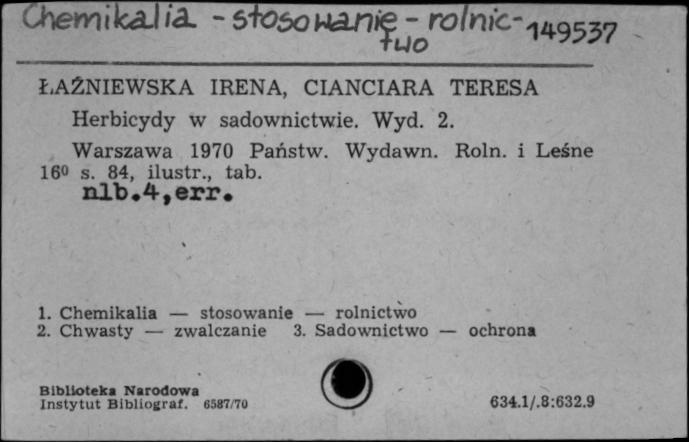 Chemikalia - stosowanie - rolnic- 149537
two
ŁAŹNIEWSKA IRENA, CIANCIARA TERESA
Herbicydy w sadownictwie. Wyd. 2.
Warszawa 1970 Państw. Wydawn. Roln. i Leśne
16⁰ s. 84, ilustr., tab.
nlb.4,err.
1. Chemikalia — stosowanie — rolnictwo
2. Chwasty — zwalczanie 3. Sadownictwo — ochrona
Biblioteka Narodowa
Instytut Bibliograf. 6587/70 634.1/.8:632.9